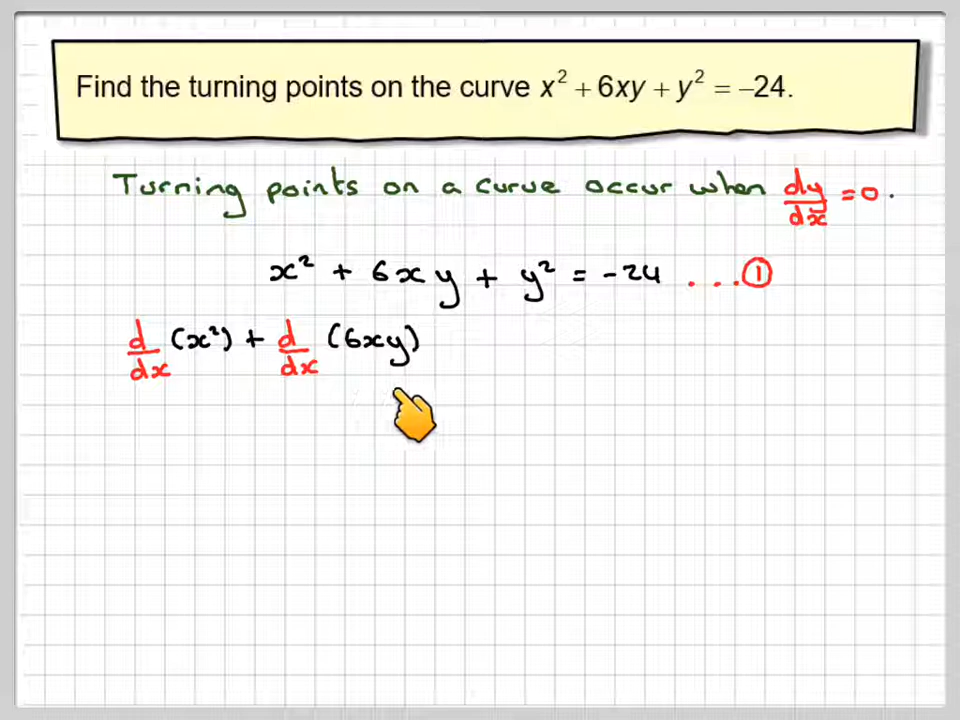 Find the turning points on the curve x² + 6xy + y² = –24.
Turning points on a curve occur when dy/dx = 0.
x² + 6xy + y² = -24 ...①
d/dx (x²) + d/dx (6xy)